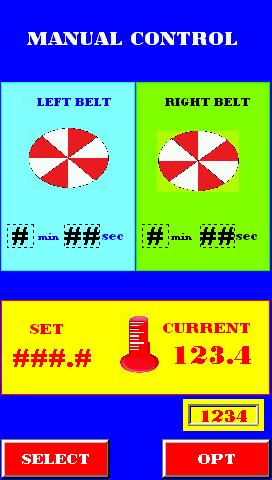 MANUAL CONTROL
LEFT BELT RIGHT BELT
# min ## sec # min ## sec
SET CURRENT
###.# 123.4
1234
SELECT OPT